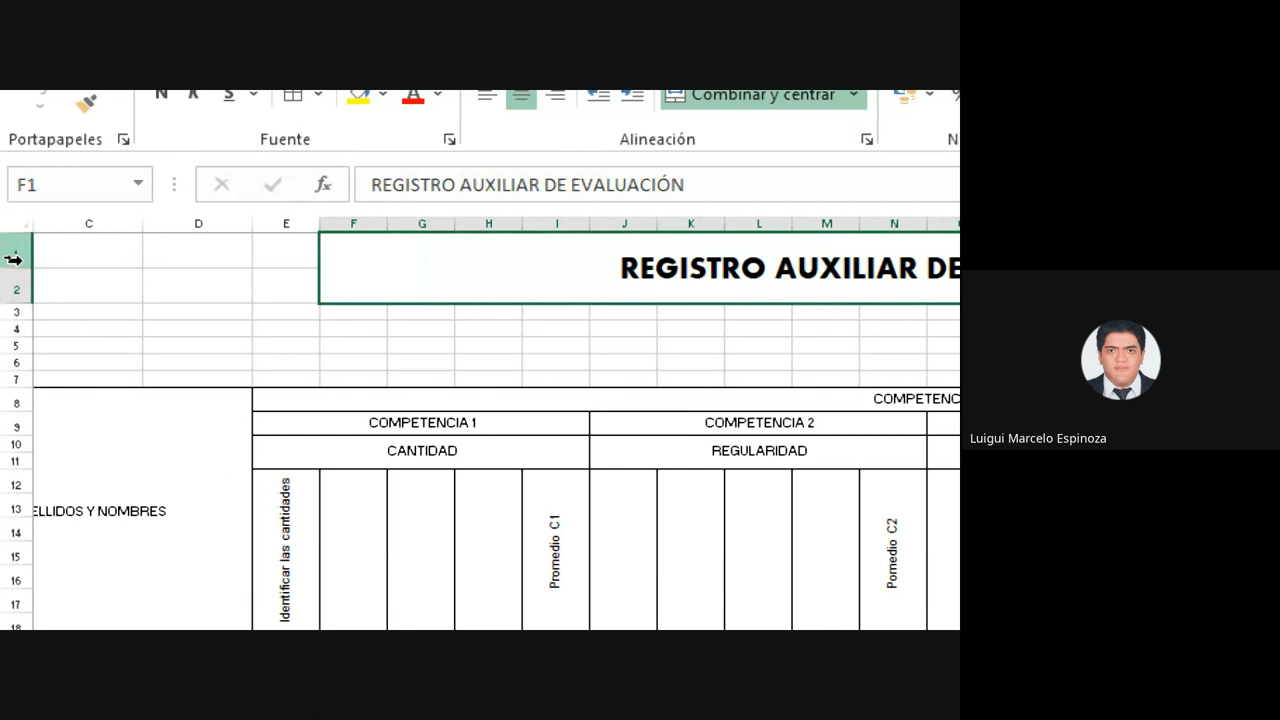 N K S
Combinar y centrar
Portapapeles Fuente Alineación N
F1 fx REGISTRO AUXILIAR DE EVALUACIÓN
C D E F G H I J K L M N
REGISTRO AUXILIAR DE
2
3
4
5
6
7
8 COMPETENC
9 COMPETENCIA 1 COMPETENCIA 2
10 CANTIDAD REGULARIDAD
11
12
13 ELLIDOS Y NOMBRES
14
15
16
17
18
Identificar las cantidades
Promedio C1
Pomedio C2
Luigui Marcelo Espinoza